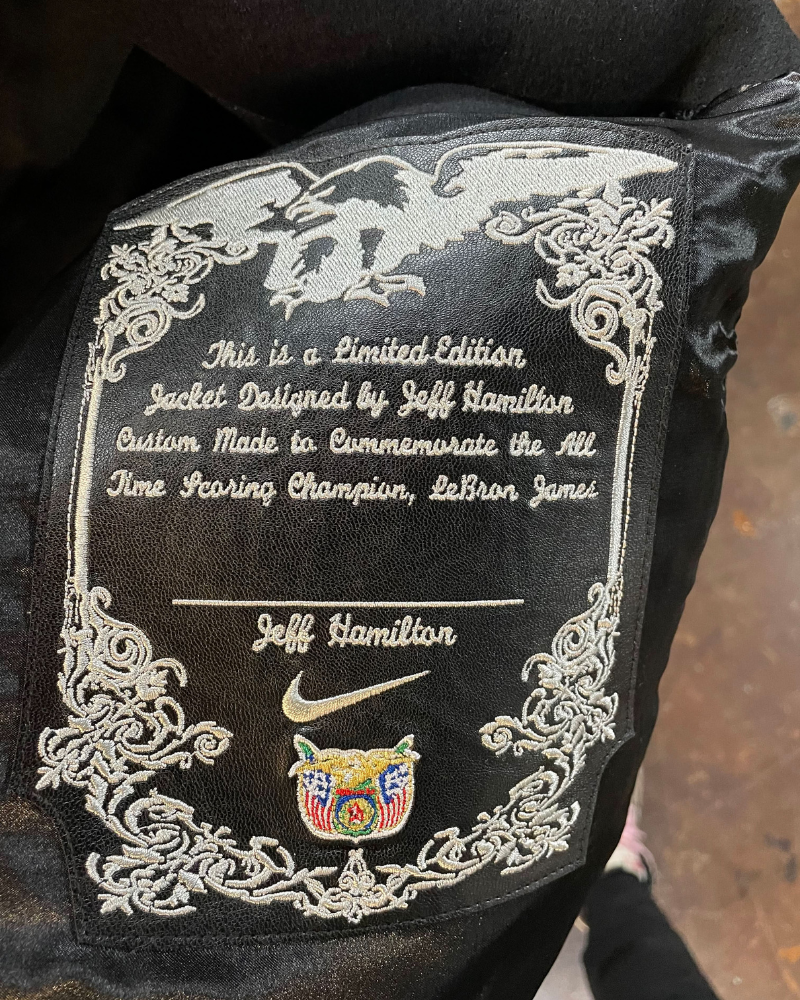 This is a Limited Edition
Jacket Designed by Jeff Hamilton
Custom Made to Commemorate the All
Time Scoring Champion, LeBron James
Jeff Hamilton